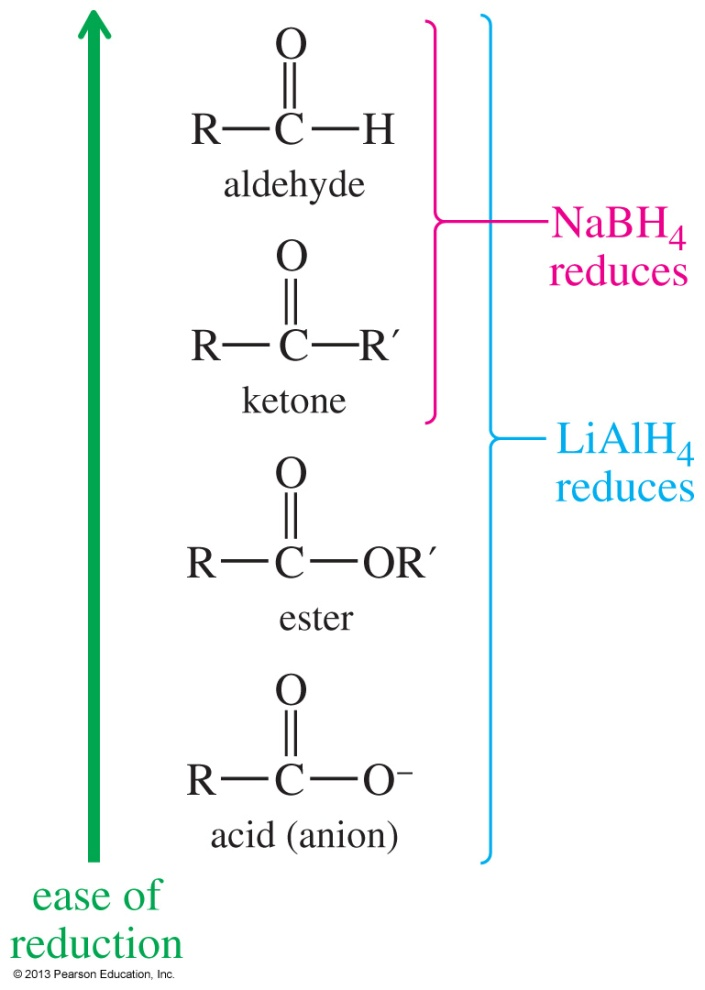 O
R—C—H
aldehyde
NaBH₄
reduces
O
R—C—R′
ketone
LiAlH₄
reduces
O
R—C—OR′
ester
O
R—C—O⁻
acid (anion)
ease of
reduction
© 2013 Pearson Education, Inc.